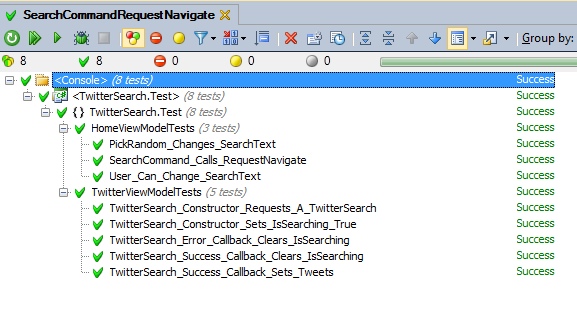 SearchCommandRequestNavigate
Group by:
8 8 0 0 0
<Console> (8 tests) Success
<TwitterSearch.Test> (8 tests) Success
{} TwitterSearch.Test (8 tests) Success
HomeViewModelTests (3 tests) Success
PickRandom_Changes_SearchText Success
SearchCommand_Calls_RequestNavigate Success
User_Can_Change_SearchText Success
TwitterViewModelTests (5 tests) Success
TwitterSearch_Constructor_Requests_A_TwitterSearch Success
TwitterSearch_Constructor_Sets_IsSearching_True Success
TwitterSearch_Error_Callback_Clears_IsSearching Success
TwitterSearch_Success_Callback_Clears_IsSearching Success
TwitterSearch_Success_Callback_Sets_Tweets Success